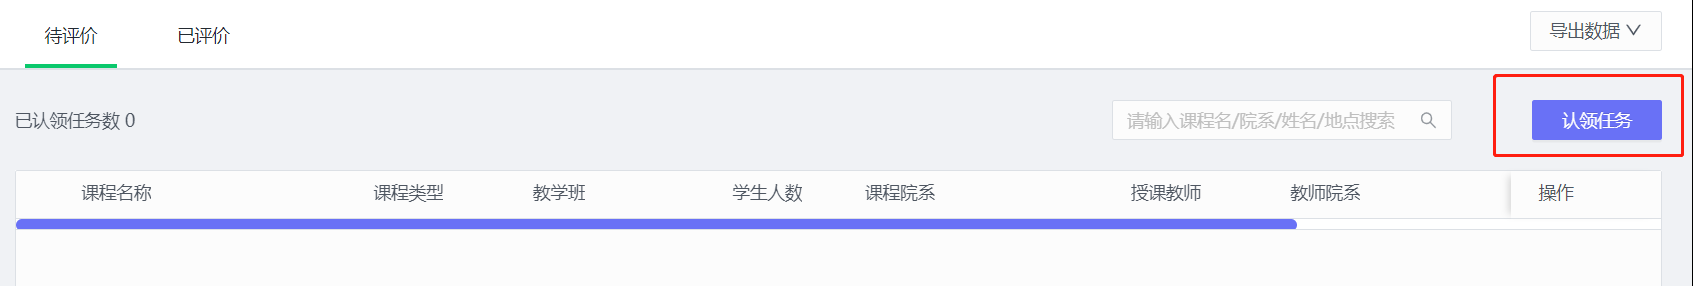 待评价 已评价 导出数据
已认领任务数 0 请输入课程名/院系/姓名/地点搜索 认领任务
课程名称 课程类型 教学班 学生人数 课程院系 授课教师 教师院系 操作